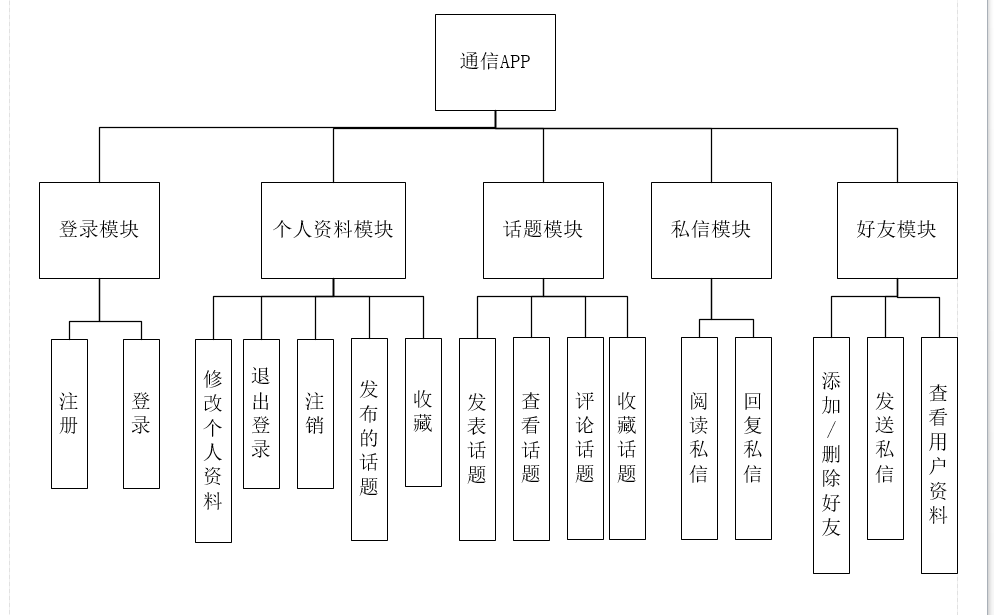 通信APP
登录模块
个人资料模块
话题模块
私信模块
好友模块
注册
登录
修改个人资料
退出登录
注销
发布的话题
收藏
发表话题
查看话题
评论话题
收藏话题
阅读私信
回复私信
添加/删除好友
发送私信
查看用户资料